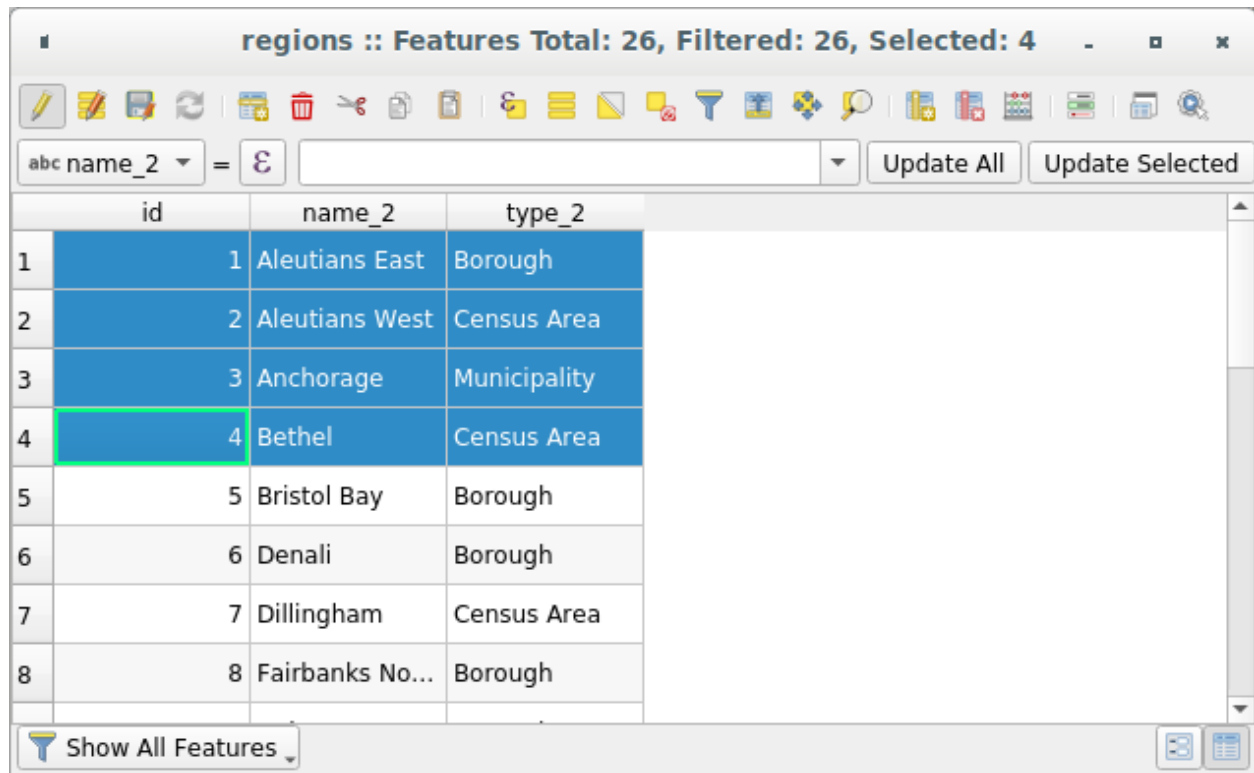 regions :: Features Total: 26, Filtered: 26, Selected: 4
abc name_2 = ε Update All Update Selected
id name_2 type_2
1 1 Aleutians East Borough
2 2 Aleutians West Census Area
3 3 Anchorage Municipality
4 4 Bethel Census Area
5 5 Bristol Bay Borough
6 6 Denali Borough
7 7 Dillingham Census Area
8 8 Fairbanks No... Borough
Show All Features